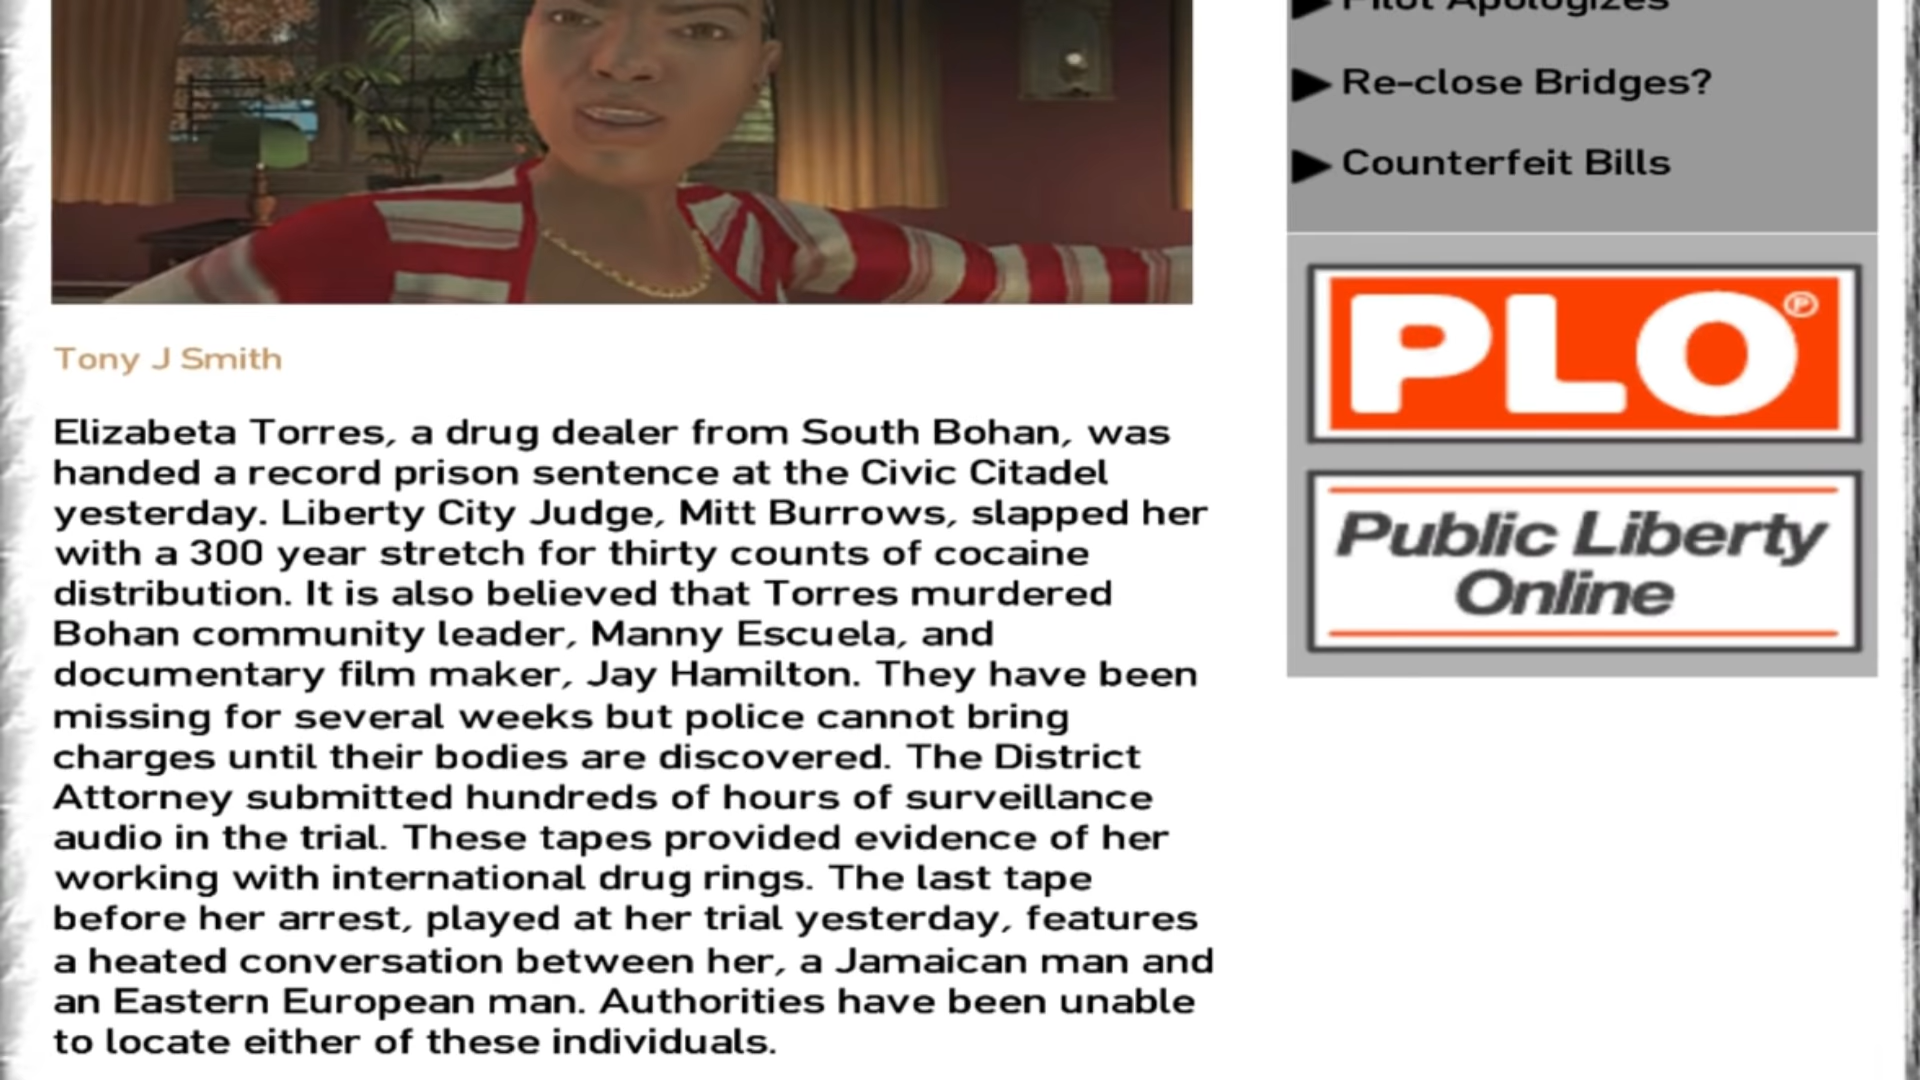 Pilot Apologizes
Re-close Bridges?
Counterfeit Bills
PLO
Public Liberty
Online
Tony J Smith
Elizabeta Torres, a drug dealer from South Bohan, was
handed a record prison sentence at the Civic Citadel
yesterday. Liberty City Judge, Mitt Burrows, slapped her
with a 300 year stretch for thirty counts of cocaine
distribution. It is also believed that Torres murdered
Bohan community leader, Manny Escuela, and
documentary film maker, Jay Hamilton. They have been
missing for several weeks but police cannot bring
charges until their bodies are discovered. The District
Attorney submitted hundreds of hours of surveillance
audio in the trial. These tapes provided evidence of her
working with international drug rings. The last tape
before her arrest, played at her trial yesterday, features
a heated conversation between her, a Jamaican man and
an Eastern European man. Authorities have been unable
to locate either of these individuals.